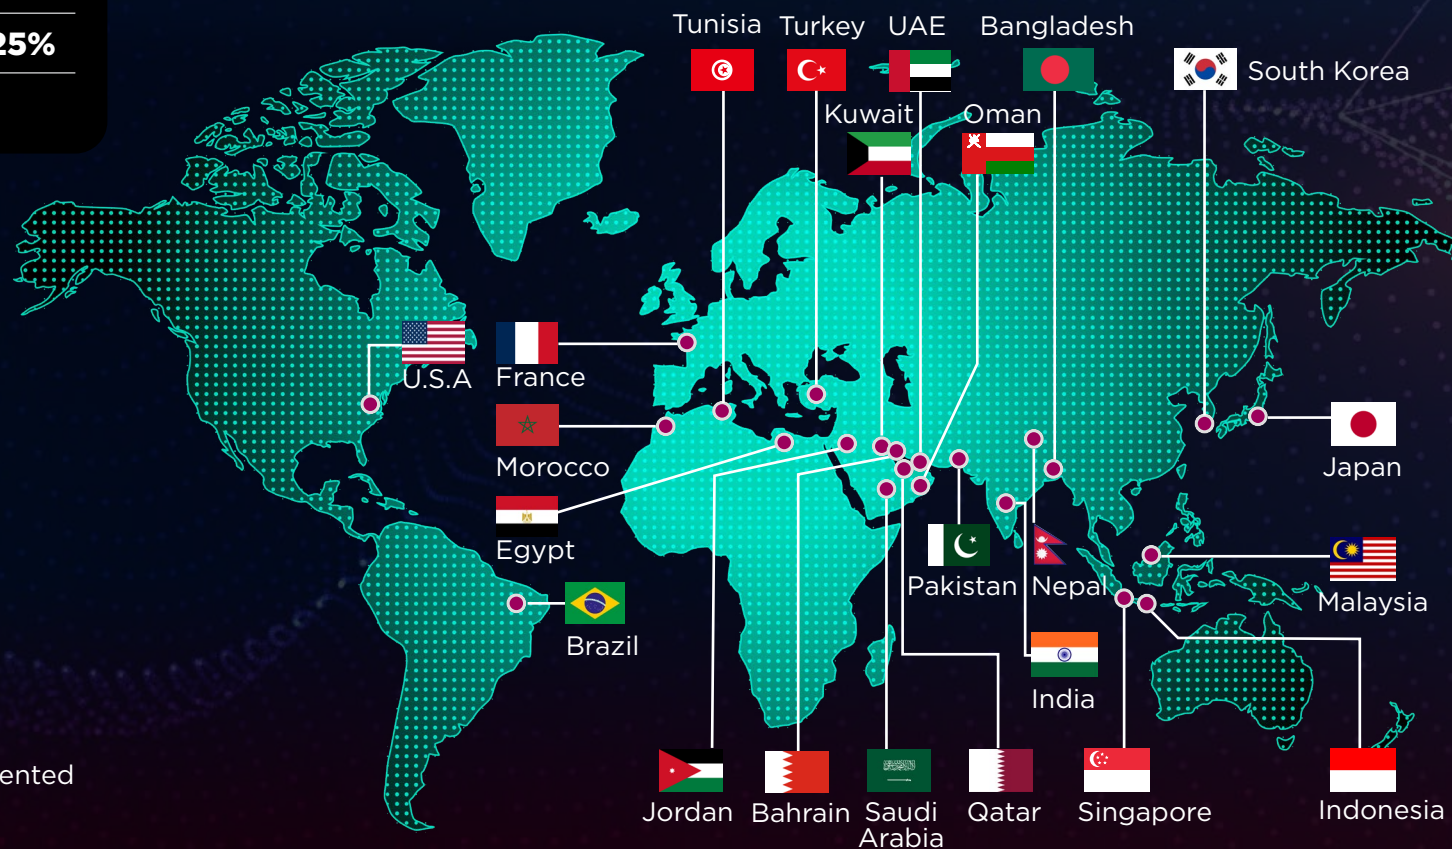 25%
Tunisia
Turkey
UAE
Bangladesh
South Korea
Kuwait
Oman
U.S.A
France
Morocco
Japan
Egypt
Pakistan
Nepal
Malaysia
Brazil
India
ented
Jordan
Bahrain
Saudi
Arabia
Qatar
Singapore
Indonesia